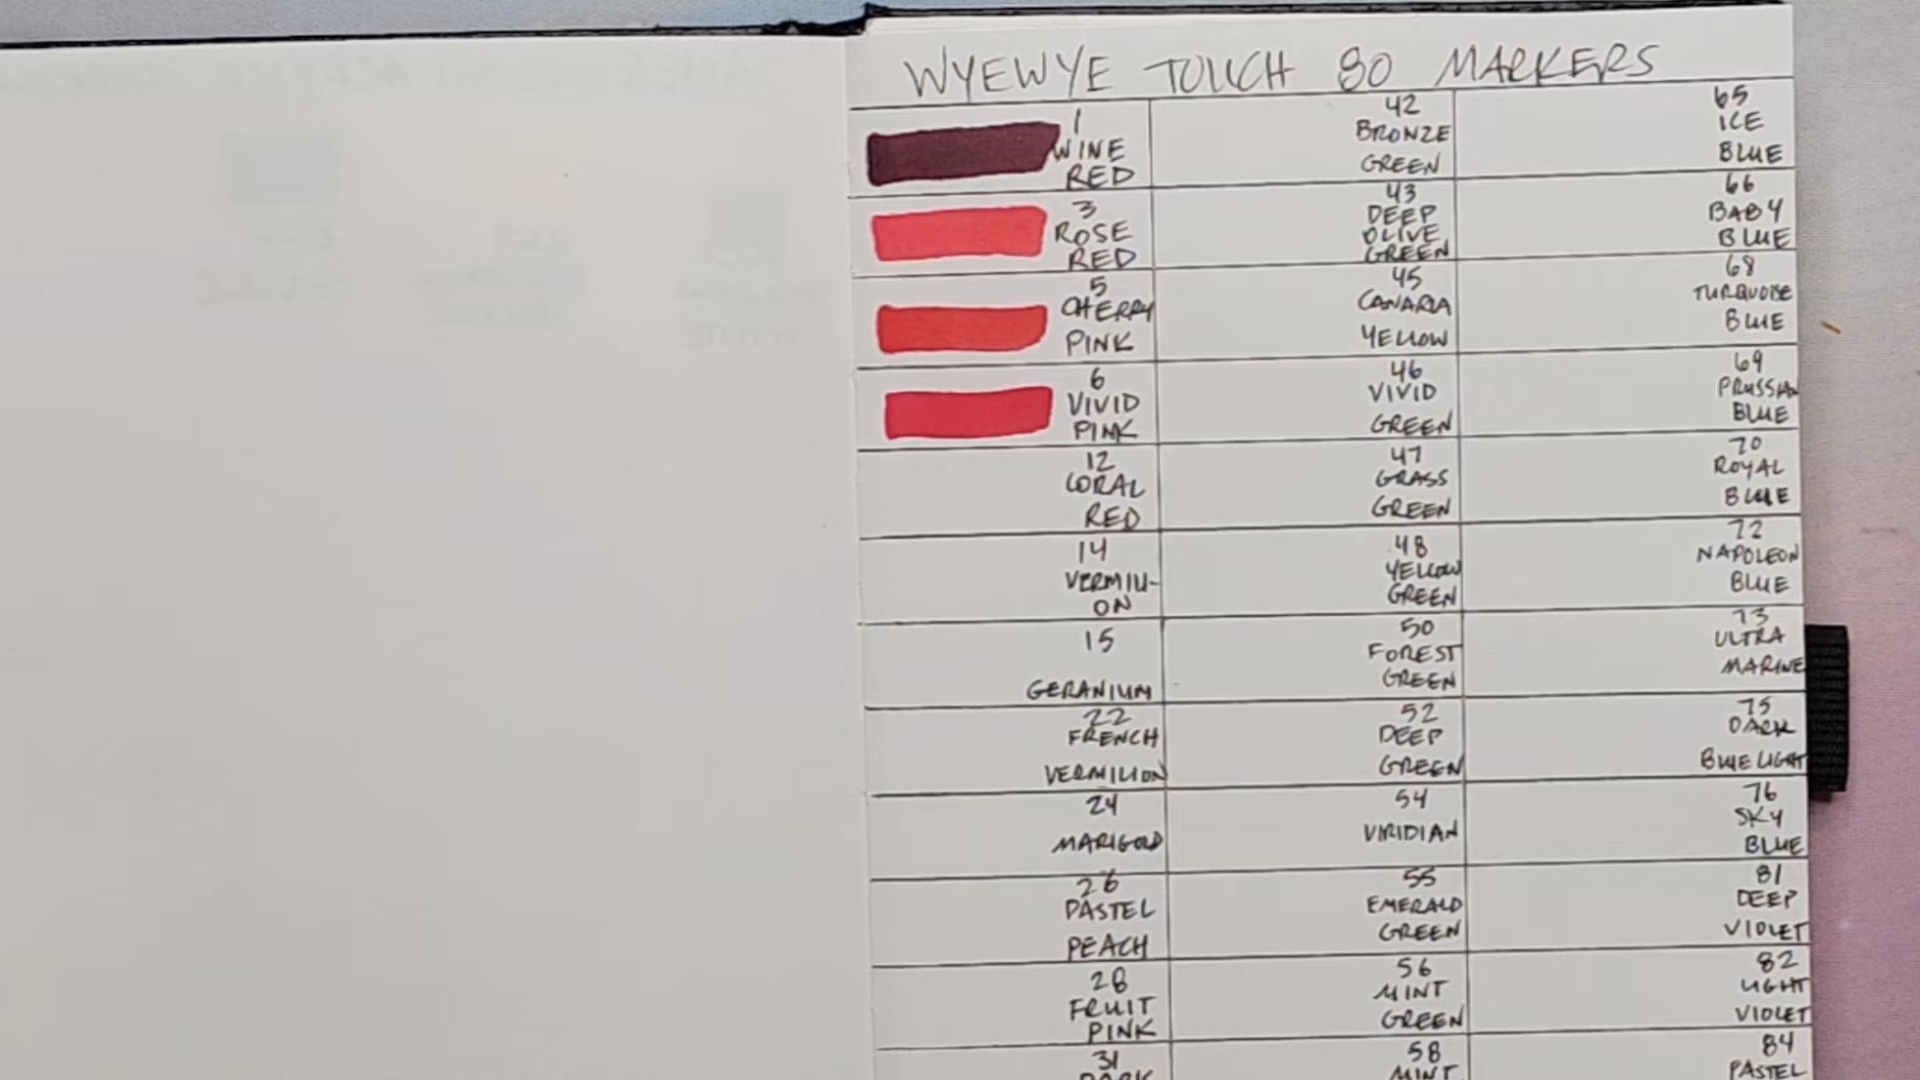 WYEWYE TOUCH 80 MARKERS
1
WINE
RED
3
ROSE
RED
5
CHERRY
PINK
6
VIVID
PINK
12
CORAL
RED
14
VERMILI-
ON
15
GERANIUM
22
FRENCH
VERMILION
24
MARIGOLD
26
PASTEL
PEACH
28
FRUIT
PINK
31
DARK
42
BRONZE
GREEN
43
DEEP
OLIVE
GREEN
45
CANARIA
YELLOW
46
VIVID
GREEN
47
GRASS
GREEN
48
YELLOW
GREEN
50
FOREST
GREEN
52
DEEP
GREEN
54
VIRIDIAN
55
EMERALD
GREEN
56
MINT
GREEN
58
MINT
65
ICE
BLUE
66
BABY
BLUE
68
TURQUOISE
BLUE
69
PRUSSIAN
BLUE
70
ROYAL
BLUE
72
NAPOLEON
BLUE
73
ULTRA
MARINE
75
DARK
BLUE LIGHT
76
SKY
BLUE
81
DEEP
VIOLET
82
LIGHT
VIOLET
84
PASTEL